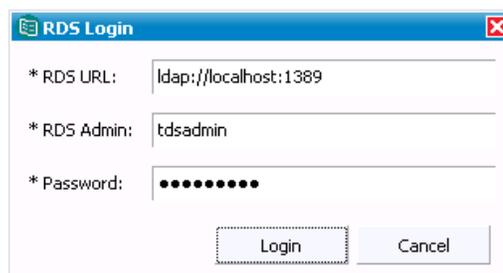 RDS Login
* RDS URL: ldap://localhost:1389
* RDS Admin: tdsadmin
* Password: •••••••••
Login Cancel